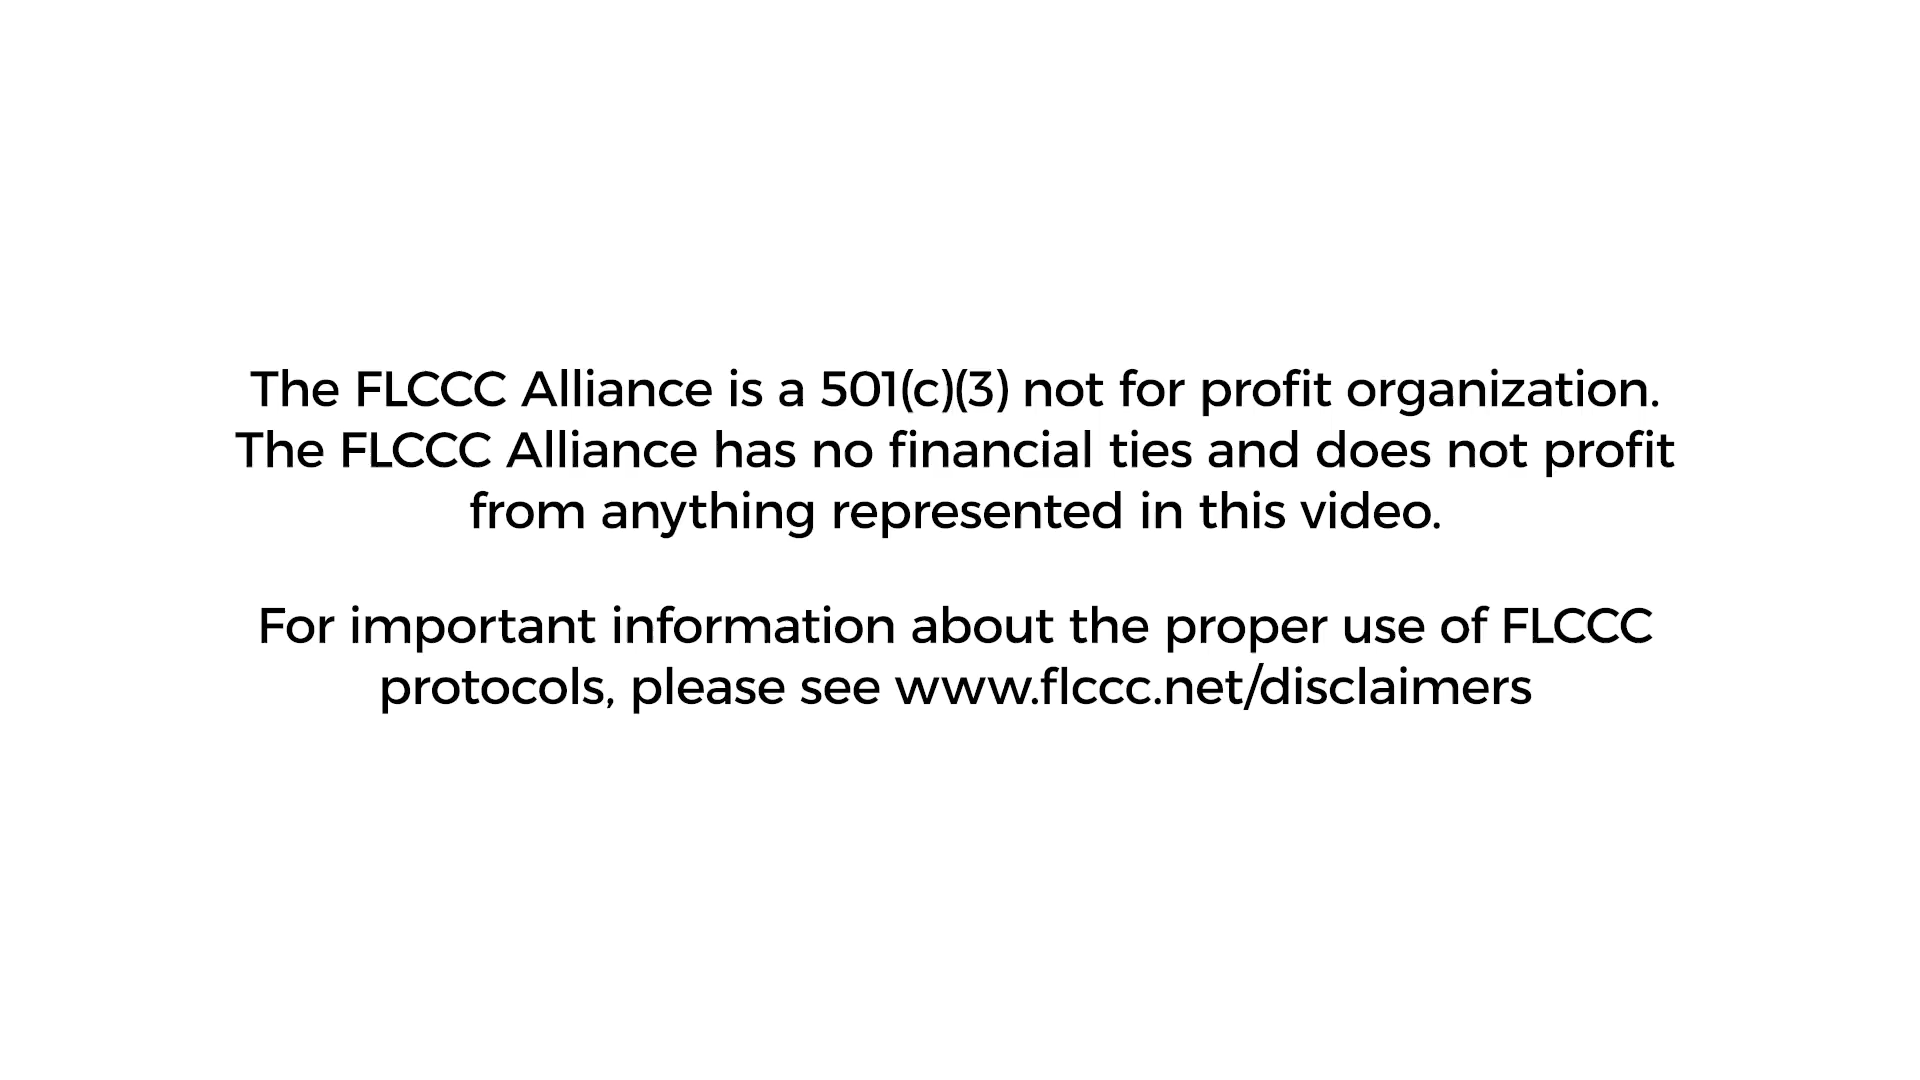 The FLCCC Alliance is a 501(c)(3) not for profit organization.
The FLCCC Alliance has no financial ties and does not profit
from anything represented in this video.
For important information about the proper use of FLCCC
protocols, please see www.flccc.net/disclaimers